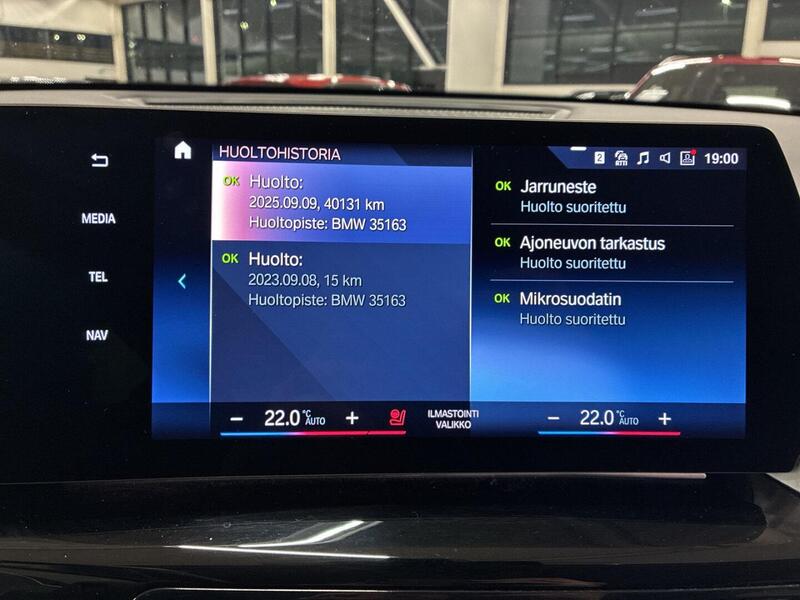 HUOLTOHISTORIA
2
RTTI
19:00
MEDIA
TEL
NAV
OK Huolto:
2025.09.09, 40131 km
Huoltopiste: BMW 35163
OK Huolto:
2023.09.08, 15 km
Huoltopiste: BMW 35163
OK Jarruneste
Huolto suoritettu
OK Ajoneuvon tarkastus
Huolto suoritettu
OK Mikrosuodatin
Huolto suoritettu
− 22.0 °C AUTO +
ILMASTOINTI
VALIKKO
− 22.0 °C AUTO +